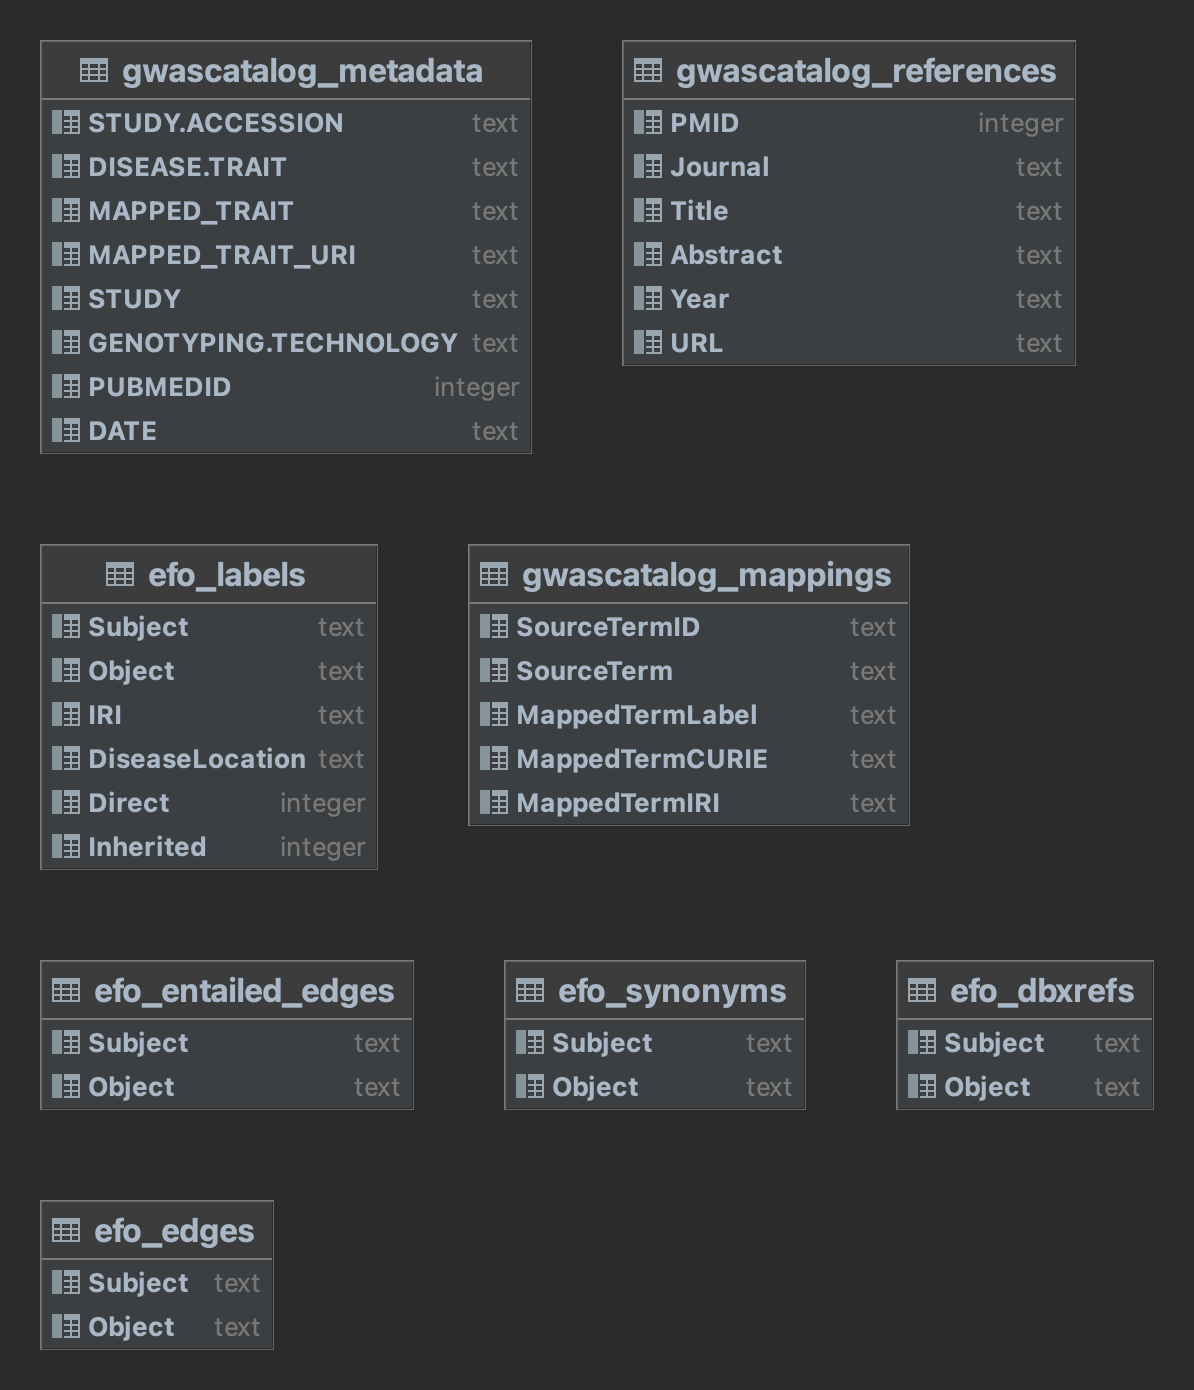 gwascatalog_metadata
STUDY.ACCESSION text
DISEASE.TRAIT text
MAPPED_TRAIT text
MAPPED_TRAIT_URI text
STUDY text
GENOTYPING.TECHNOLOGY text
PUBMEDID integer
DATE text
gwascatalog_references
PMID integer
Journal text
Title text
Abstract text
Year text
URL text
efo_labels
Subject text
Object text
IRI text
DiseaseLocation text
Direct integer
Inherited integer
gwascatalog_mappings
SourceTermID text
SourceTerm text
MappedTermLabel text
MappedTermCURIE text
MappedTermIRI text
efo_entailed_edges
Subject text
Object text
efo_synonyms
Subject text
Object text
efo_dbxrefs
Subject text
Object text
efo_edges
Subject text
Object text